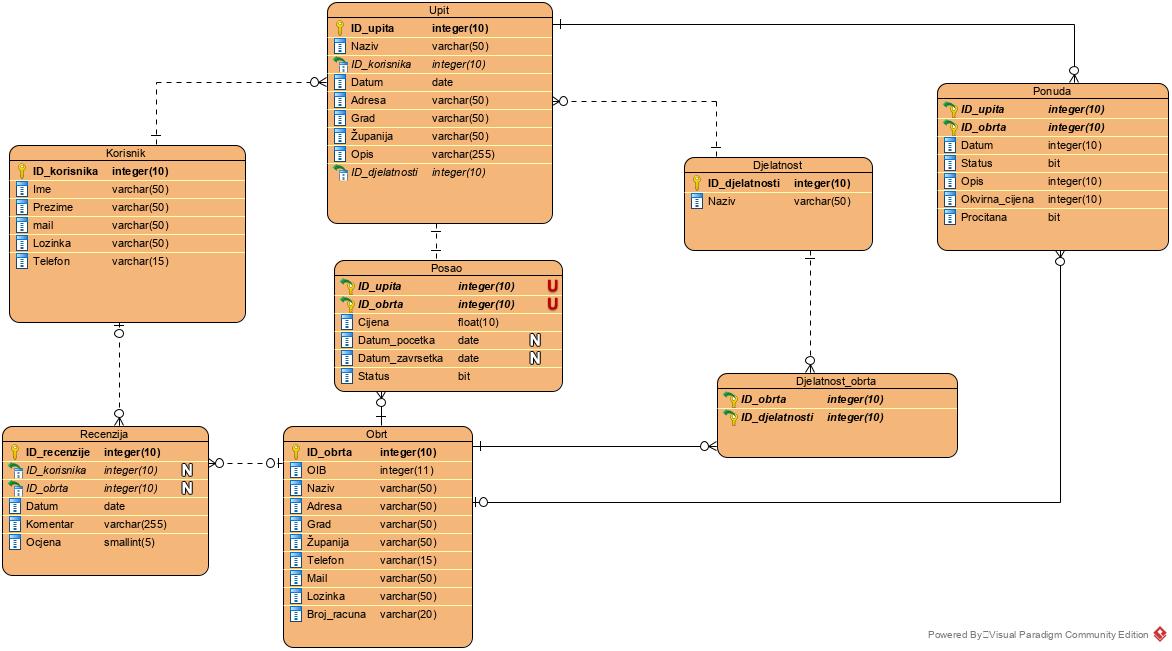 Upit
ID_upita integer(10)
Naziv varchar(50)
ID_korisnika integer(10)
Datum date
Adresa varchar(50)
Grad varchar(50)
Županija varchar(50)
Opis varchar(255)
ID_djelatnosti integer(10)
Ponuda
ID_upita integer(10)
ID_obrta integer(10)
Datum integer(10)
Status bit
Opis integer(10)
Okvirna_cijena integer(10)
Procitana bit
Korisnik
ID_korisnika integer(10)
Ime varchar(50)
Prezime varchar(50)
mail varchar(50)
Lozinka varchar(50)
Telefon varchar(15)
Djelatnost
ID_djelatnosti integer(10)
Naziv varchar(50)
Posao
ID_upita integer(10) U
ID_obrta integer(10) U
Cijena float(10)
Datum_pocetka date N
Datum_zavrsetka date N
Status bit
Djelatnost_obrta
ID_obrta integer(10)
ID_djelatnosti integer(10)
Recenzija
ID_recenzije integer(10)
ID_korisnika integer(10) N
ID_obrta integer(10) N
Datum date
Komentar varchar(255)
Ocjena smallint(5)
Obrt
ID_obrta integer(10)
OIB integer(11)
Naziv varchar(50)
Adresa varchar(50)
Grad varchar(50)
Županija varchar(50)
Telefon varchar(15)
Mail varchar(50)
Lozinka varchar(50)
Broj_racuna varchar(20)
Powered By Visual Paradigm Community Edition